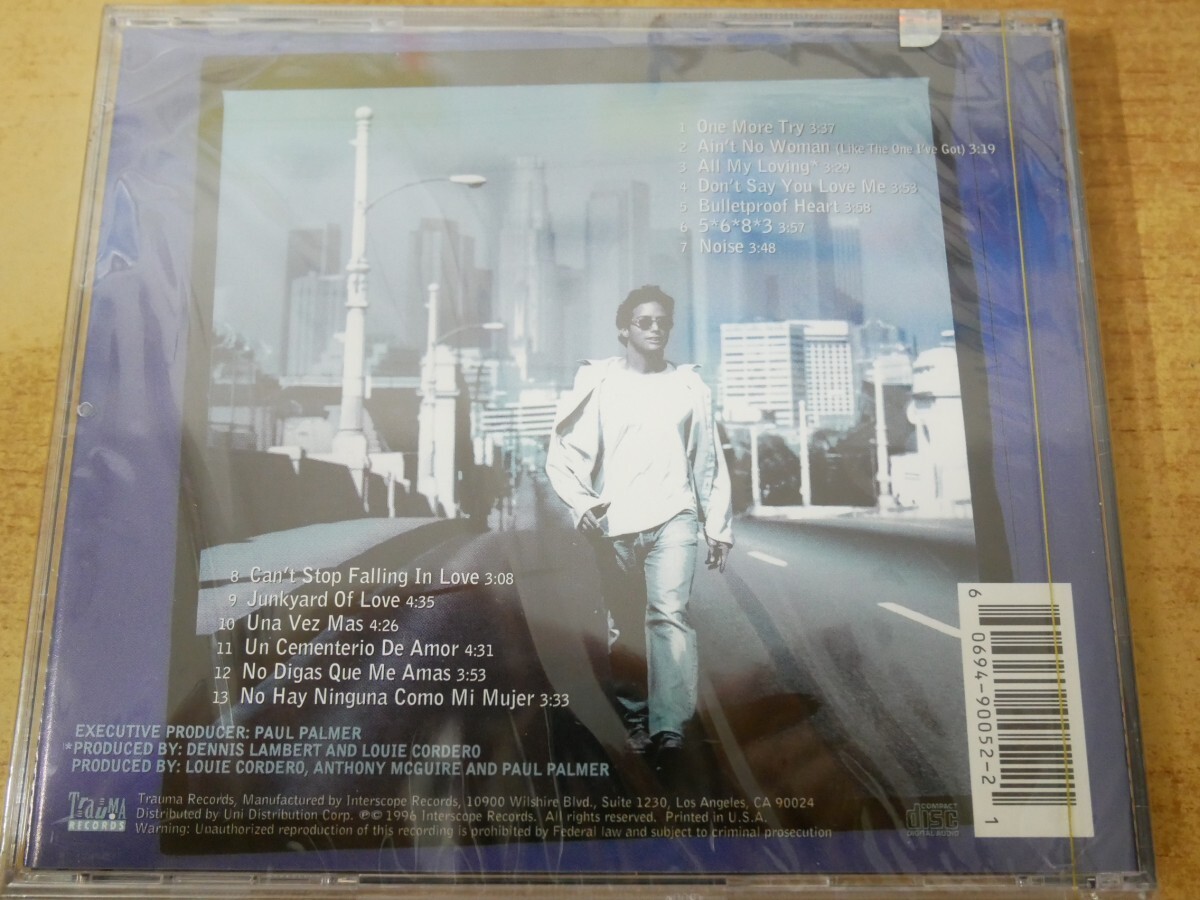 1 One More Try 3:37
2 Ain't No Woman (Like The One I've Got) 3:19
3 All My Loving* 3:29
4 Don't Say You Love Me 3:53
5 Bulletproof Heart 3:58
6 5*6*8*3 3:57
7 Noise 3:48
8 Can't Stop Falling In Love 3:08
9 Junkyard Of Love 4:35
10 Una Vez Mas 4:26
11 Un Cementerio De Amor 4:31
12 No Digas Que Me Amas 3:53
13 No Hay Ninguna Como Mi Mujer 3:33
EXECUTIVE PRODUCER: PAUL PALMER
*PRODUCED BY: DENNIS LAMBERT AND LOUIE CORDERO
PRODUCED BY: LOUIE CORDERO, ANTHONY MCGUIRE AND PAUL PALMER
TRAUMA
RECORDS
Trauma Records, Manufactured by Interscope Records, 10900 Wilshire Blvd., Suite 1230, Los Angeles, CA 90024
Distributed by Uni Distribution Corp. ℗© 1996 Interscope Records. All rights reserved. Printed in U.S.A.
Warning: Unauthorized reproduction of this recording is prohibited by Federal law and subject to criminal prosecution
COMPACT
disc
DIGITAL AUDIO
6 0694-90052-2 1